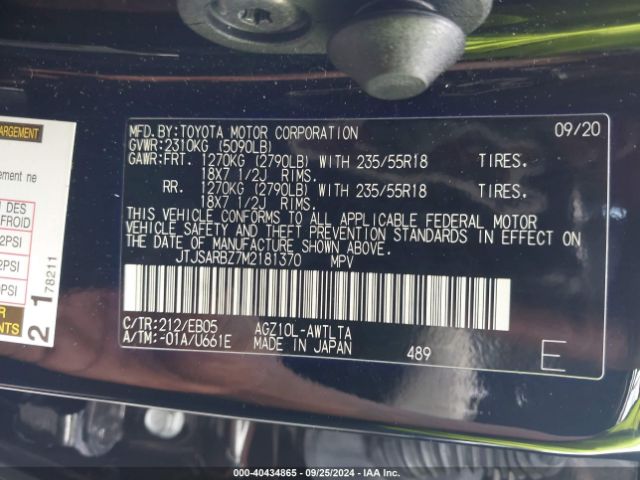 MFD.BY:TOYOTA MOTOR CORPORATION 09/20
GVWR:2310KG (5090LB)
GAWR:FRT. 1270KG (2790LB) WITH 235/55R18 TIRES.
18X7 1/2J RIMS.
RR. 1270KG (2790LB) WITH 235/55R18 TIRES.
18X7 1/2J RIMS.
THIS VEHICLE CONFORMS TO ALL APPLICABLE FEDERAL MOTOR
VEHICLE SAFETY AND THEFT PREVENTION STANDARDS IN EFFECT
ON THE DATE OF MANUFACTURE SHOWN ABOVE.
JTJSARBZ7M2181370 MPV
C/TR:212/EB05 AGZ10L-AWTLTA
A/TM:-01A/U661E MADE IN JAPAN 489 E
ARGEMENT
ement ne
N DES
FROID
2PSI
2PSI
0PSI
R
NTS
2 1 78211
000-40434865 - 09/25/2024 - IAA Inc.